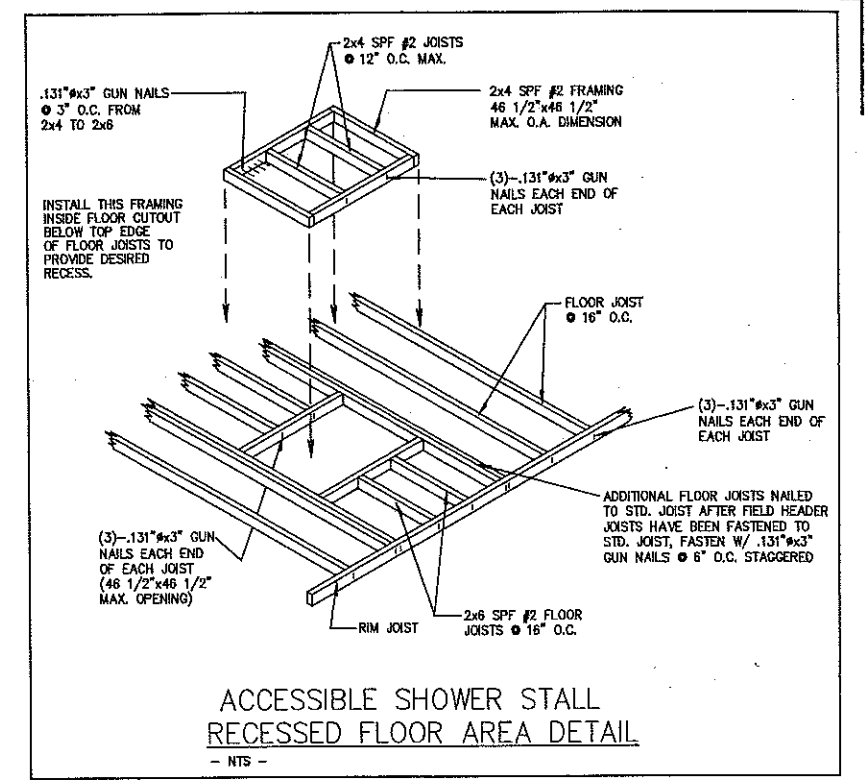 2x4 SPF #2 JOISTS
@ 12" O.C. MAX.
.131"øx3" GUN NAILS
@ 3" O.C. FROM
2x4 TO 2x6
2x4 SPF #2 FRAMING
46 1/2"x46 1/2"
MAX. O.A. DIMENSION
(3)-.131"øx3" GUN
NAILS EACH END OF
EACH JOIST
INSTALL THIS FRAMING
INSIDE FLOOR CUTOUT
BELOW TOP EDGE
OF FLOOR JOISTS TO
PROVIDE DESIRED
RECESS.
FLOOR JOIST
@ 16" O.C.
(3)-.131"øx3" GUN
NAILS EACH END OF
EACH JOIST
ADDITIONAL FLOOR JOISTS NAILED
TO STD. JOIST AFTER FIELD HEADER
JOISTS HAVE BEEN FASTENED TO
STD. JOIST, FASTEN W/ .131"øx3"
GUN NAILS @ 6" O.C. STAGGERED
(3)-.131"øx3" GUN
NAILS EACH END
OF EACH JOIST
(46 1/2"x46 1/2"
MAX. OPENING)
RIM JOIST
2x6 SPF #2 FLOOR
JOISTS @ 16" O.C.
ACCESSIBLE SHOWER STALL
RECESSED FLOOR AREA DETAIL
- NTS -